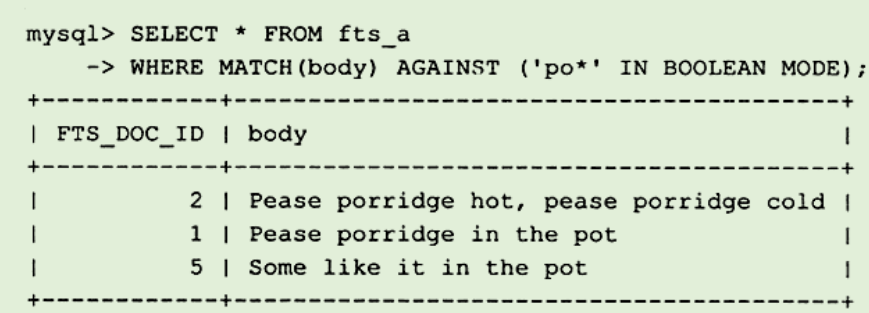 mysql> SELECT * FROM fts_a
    -> WHERE MATCH(body) AGAINST ('po*' IN BOOLEAN MODE);
+------------+------------------------------------------+
| FTS_DOC_ID | body                                     |
+------------+------------------------------------------+
|          2 | Pease porridge hot, pease porridge cold |
|          1 | Pease porridge in the pot                |
|          5 | Some like it in the pot                  |
+------------+------------------------------------------+